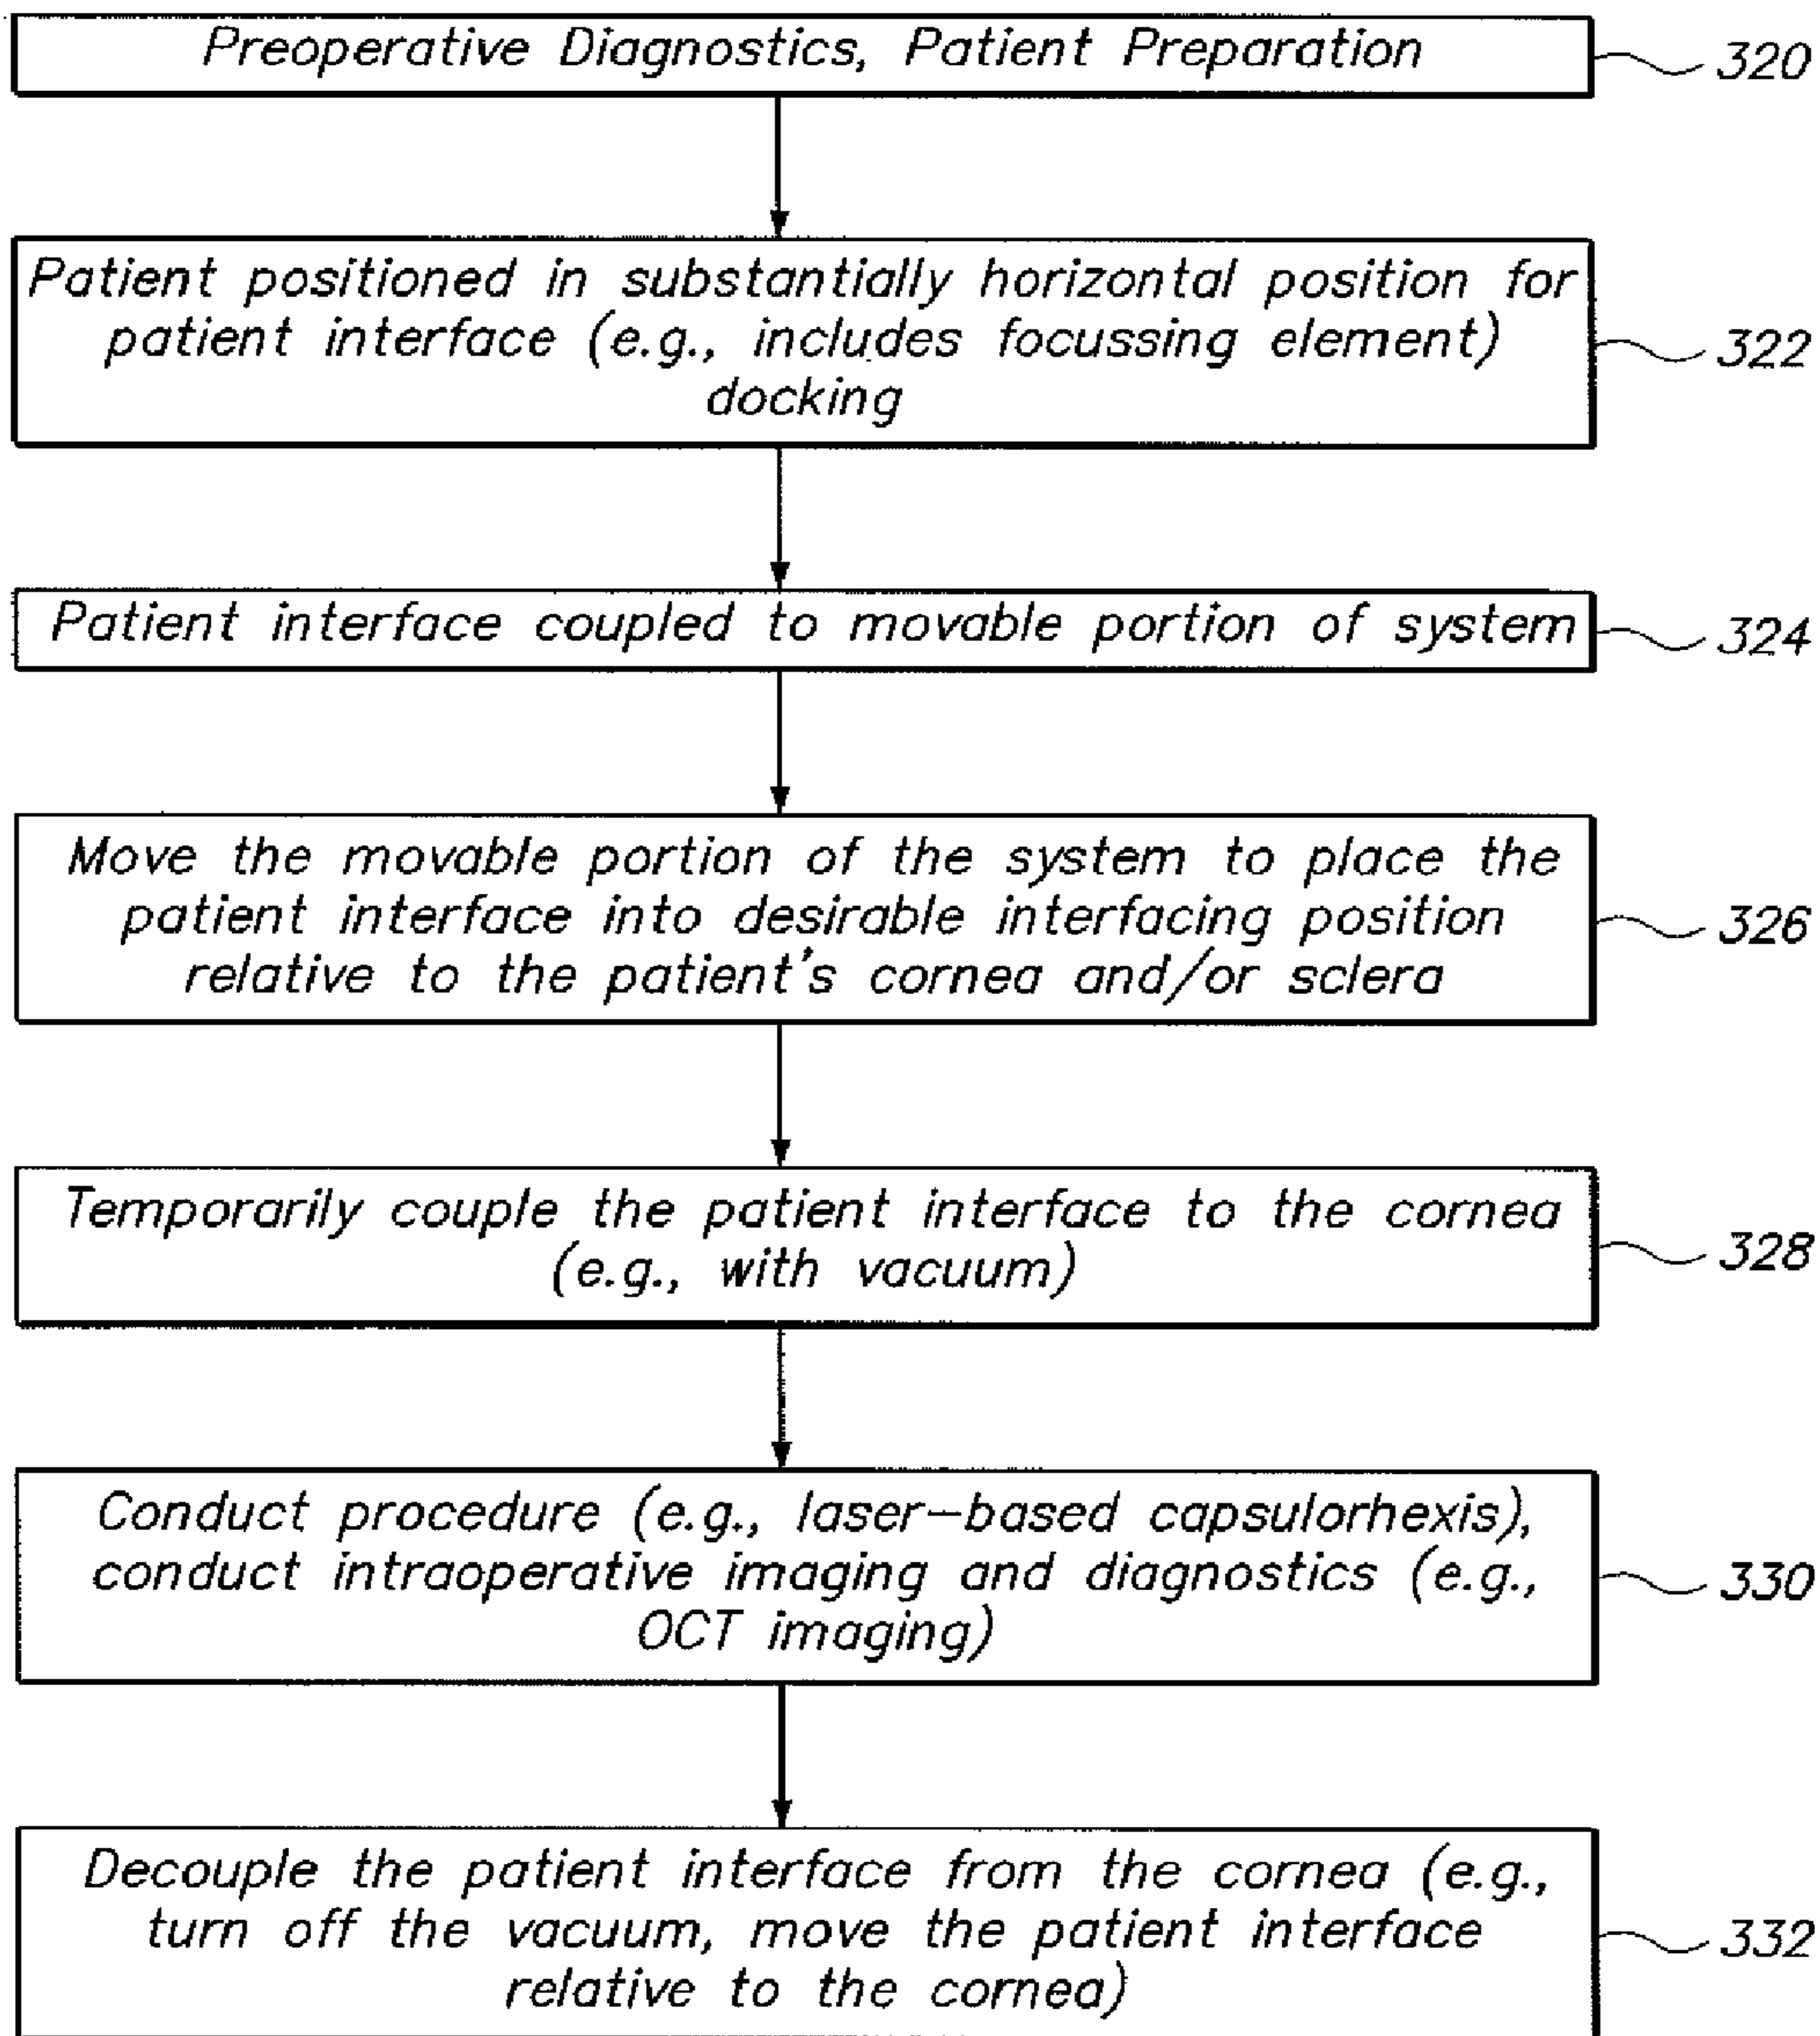 Preoperative Diagnostics, Patient Preparation
320
Patient positioned in substantially horizontal position for
patient interface (e.g., includes focussing element)
docking
322
Patient interface coupled to movable portion of system
324
Move the movable portion of the system to place the
patient interface into desirable interfacing position
relative to the patient's cornea and/or sclera
326
Temporarily couple the patient interface to the cornea
(e.g., with vacuum)
328
Conduct procedure (e.g., laser-based capsulorhexis),
conduct intraoperative imaging and diagnostics (e.g.,
OCT imaging)
330
Decouple the patient interface from the cornea (e.g.,
turn off the vacuum, move the patient interface
relative to the cornea)
332